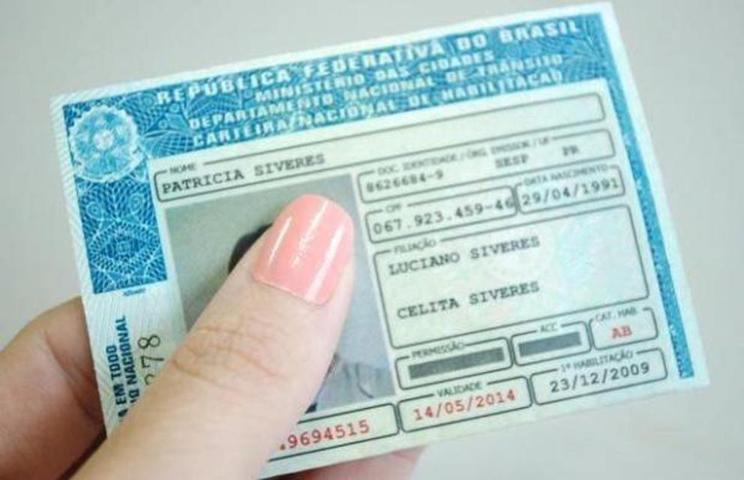 REPÚBLICA FEDERATIVA DO BRASIL
MINISTÉRIO DAS CIDADES
DEPARTAMENTO NACIONAL DE TRÂNSITO
CARTEIRA NACIONAL DE HABILITAÇÃO
NOME
PATRICIA SIVERES
DOC. IDENTIDADE / ÓRG. EMISSOR / UF
8626684-9 SESP PR
CPF
067.923.459-46
DATA NASCIMENTO
29/04/1991
FILIAÇÃO
LUCIANO SIVERES
CELITA SIVERES
PERMISSÃO
ACC
CAT. HAB.
AB
9694515
VALIDADE
14/05/2014
1ª HABILITAÇÃO
23/12/2009
EM TODO
NACIONAL
278